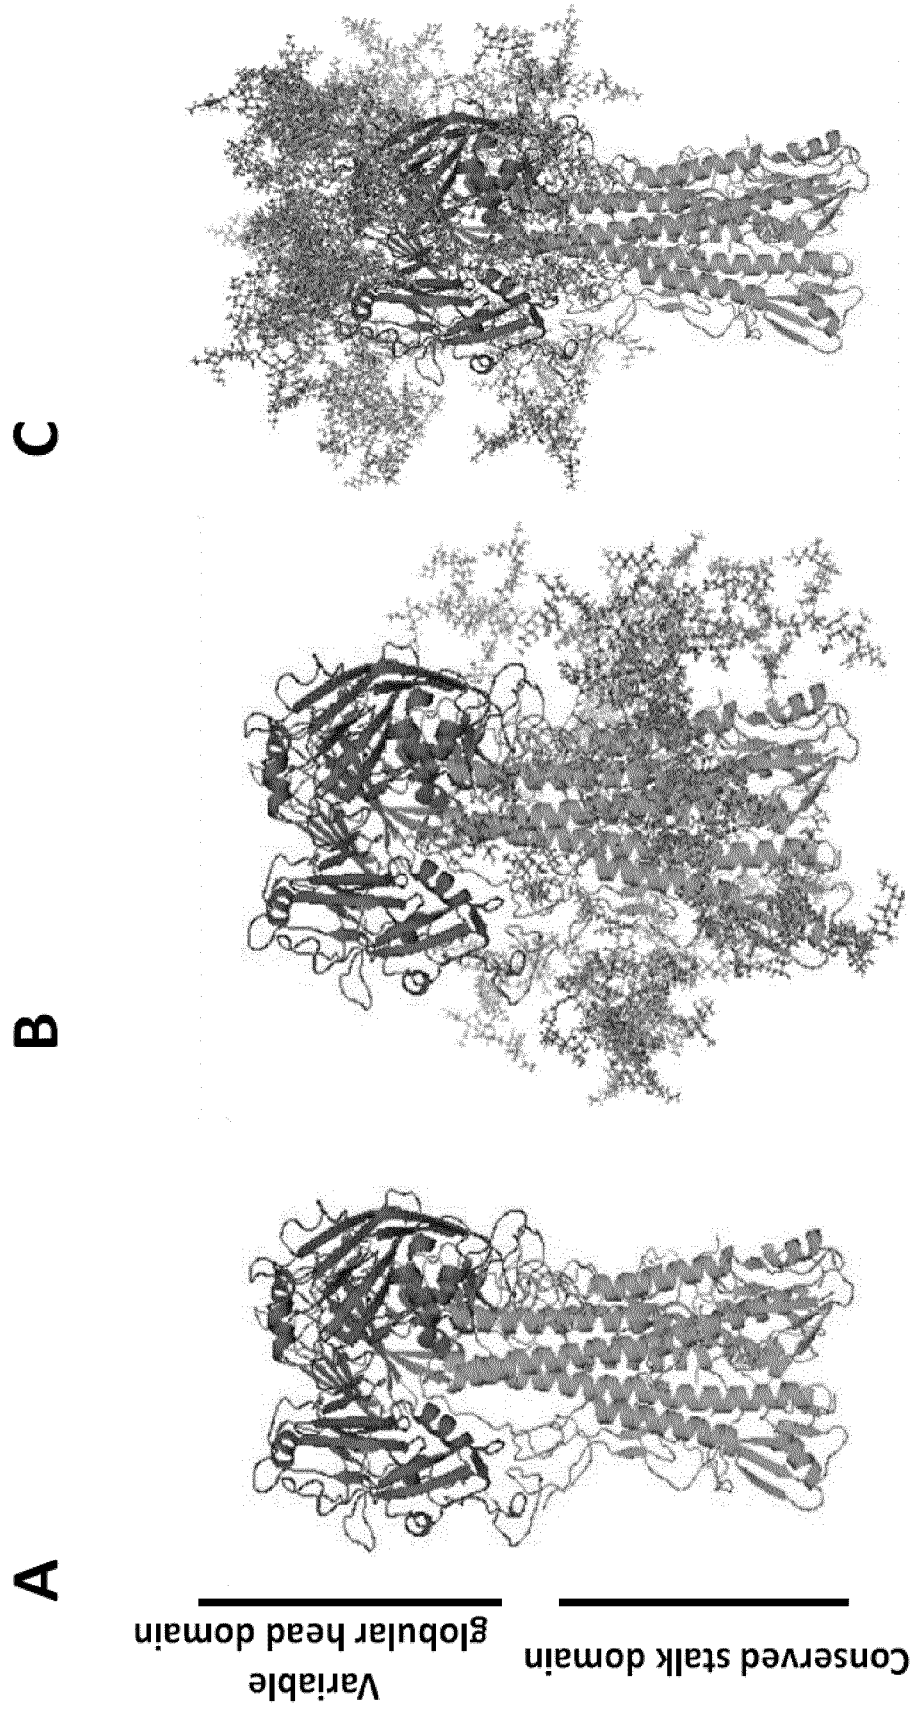 A
B
C
Variable
globular head domain
Conserved stalk domain